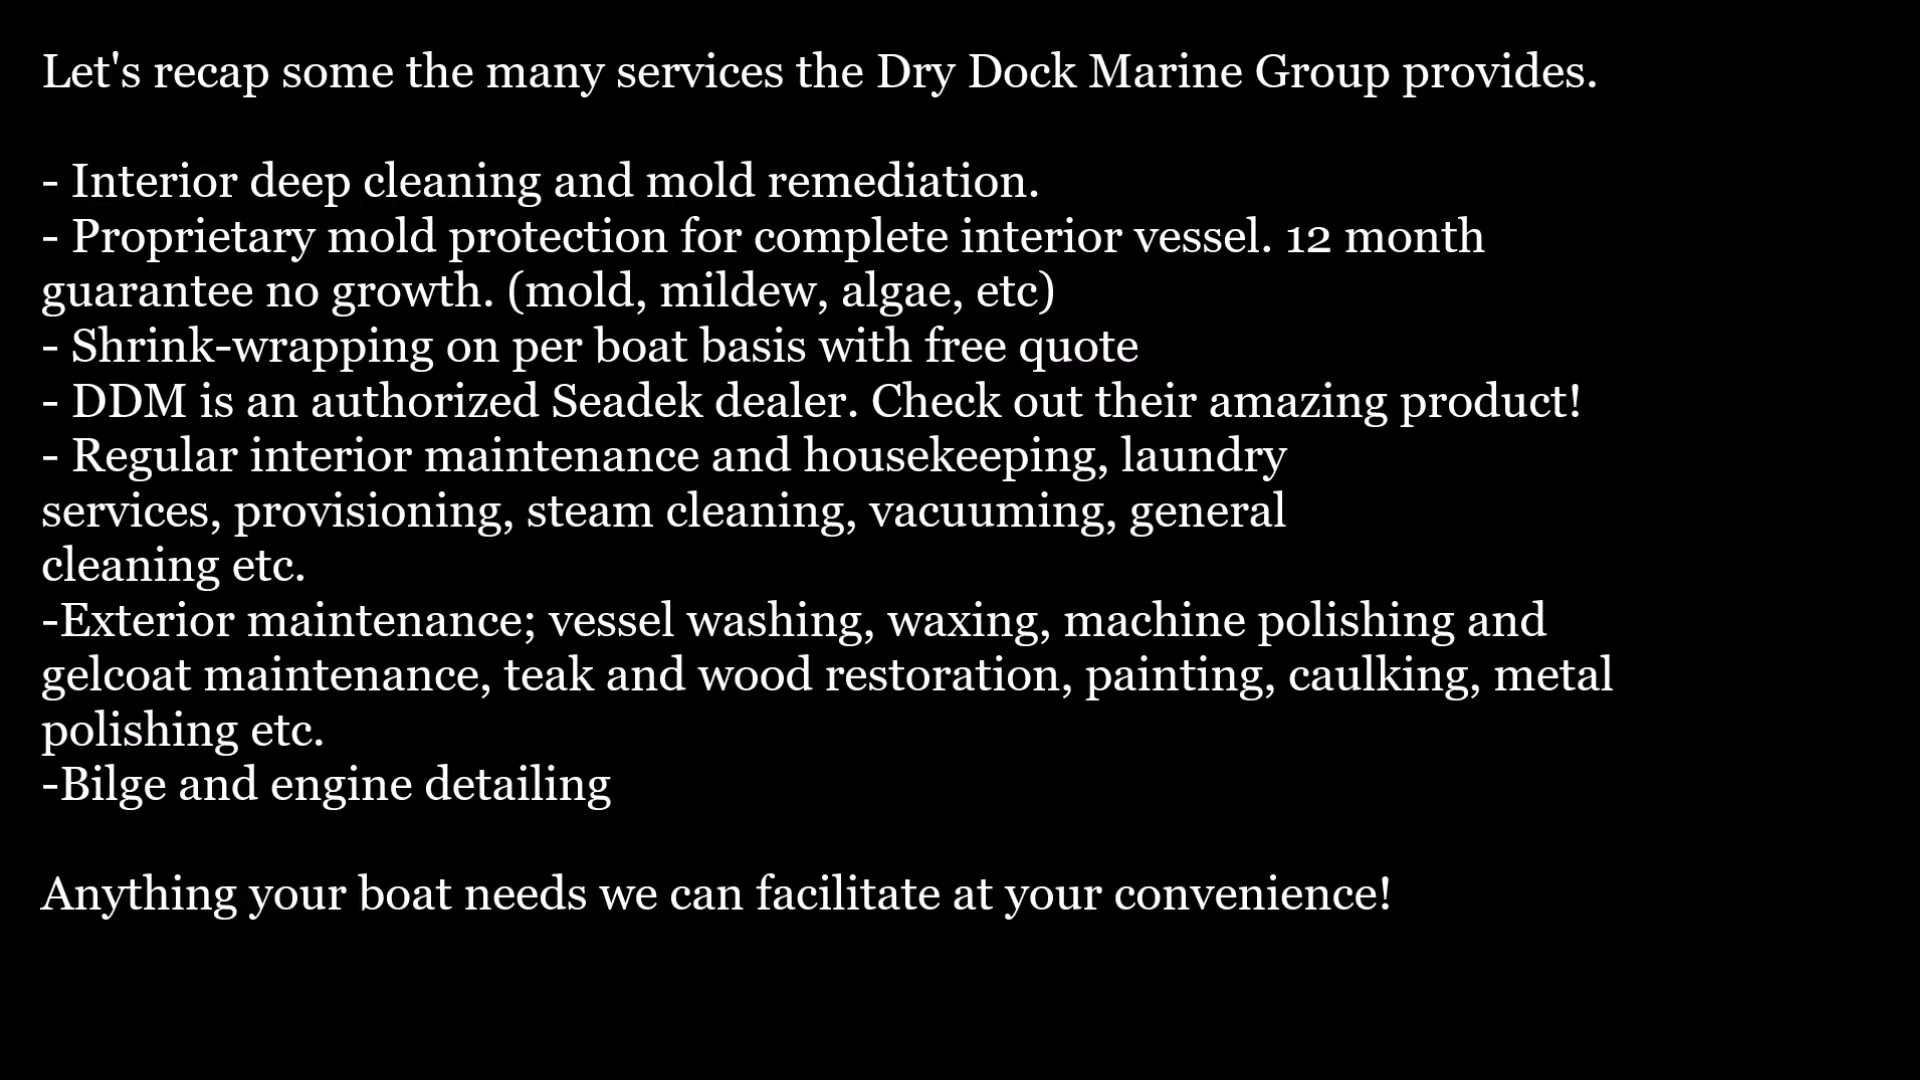 Let's recap some the many services the Dry Dock Marine Group provides.
- Interior deep cleaning and mold remediation.
- Proprietary mold protection for complete interior vessel. 12 month
guarantee no growth. (mold, mildew, algae, etc)
- Shrink-wrapping on per boat basis with free quote
- DDM is an authorized Seadek dealer. Check out their amazing product!
- Regular interior maintenance and housekeeping, laundry
services, provisioning, steam cleaning, vacuuming, general
cleaning etc.
-Exterior maintenance; vessel washing, waxing, machine polishing and
gelcoat maintenance, teak and wood restoration, painting, caulking, metal
polishing etc.
-Bilge and engine detailing
Anything your boat needs we can facilitate at your convenience!